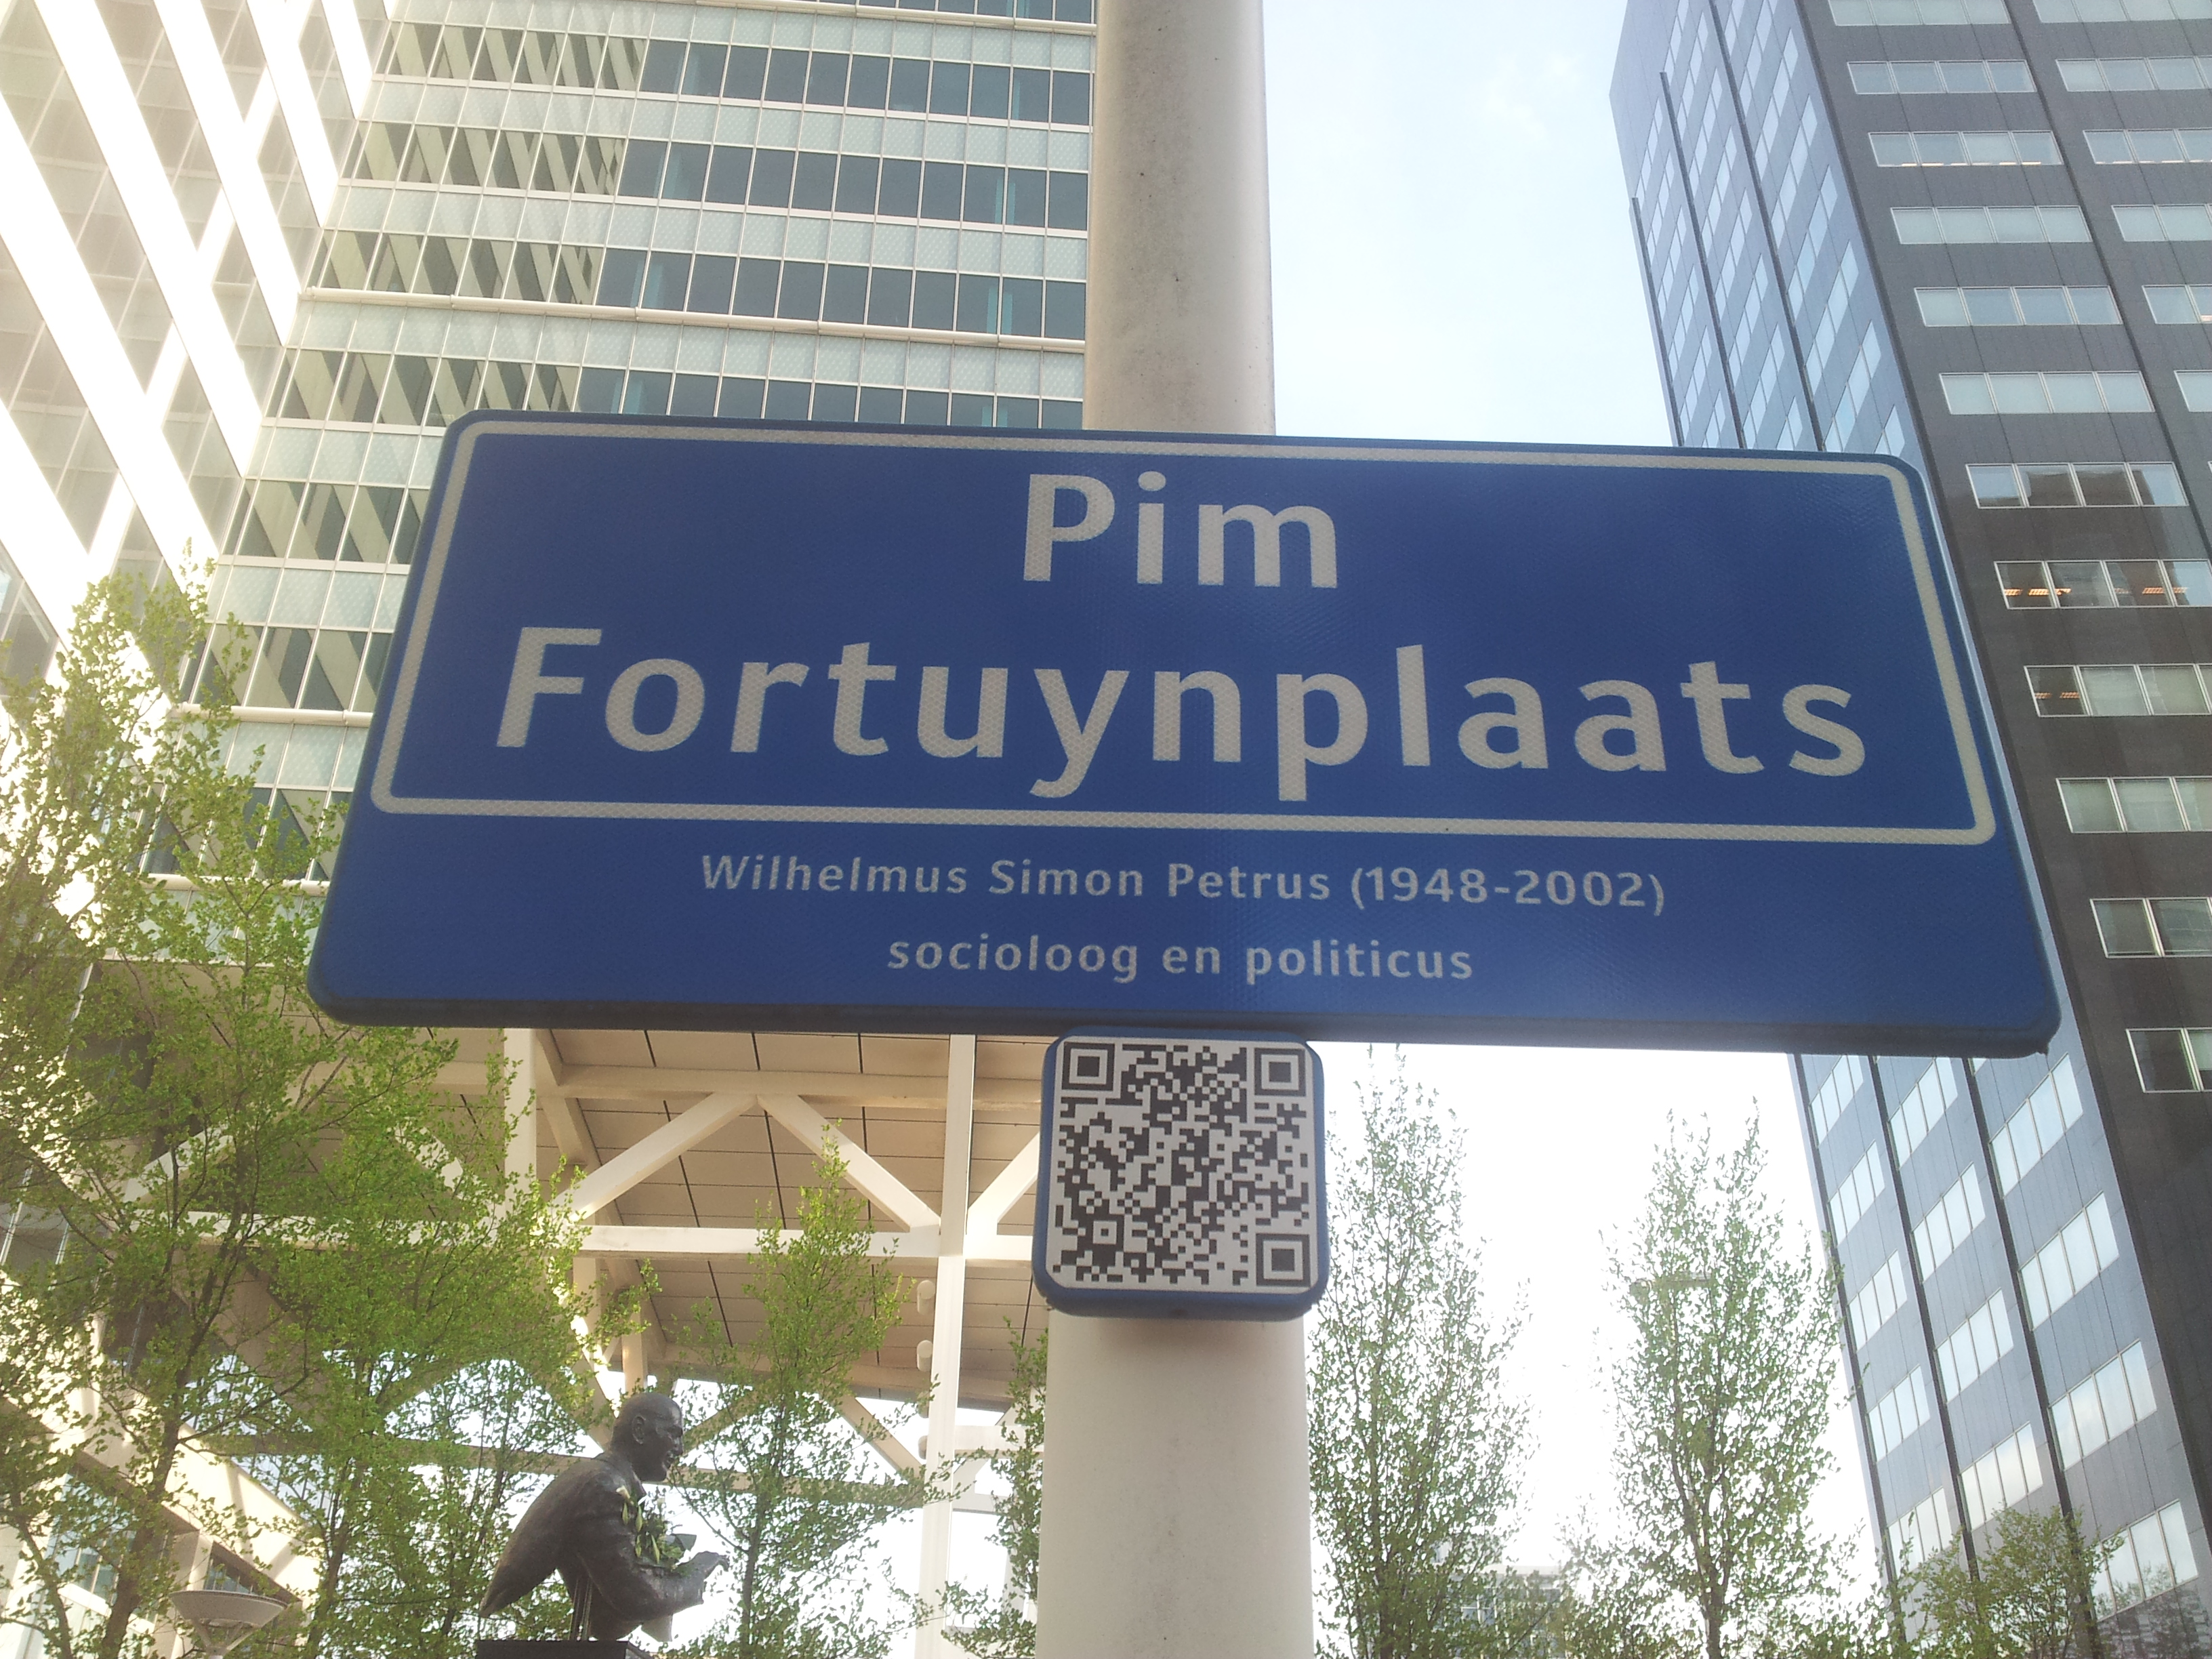 Pim
Fortuynplaats
Wilhelmus Simon Petrus (1948-2002)
socioloog en politicus